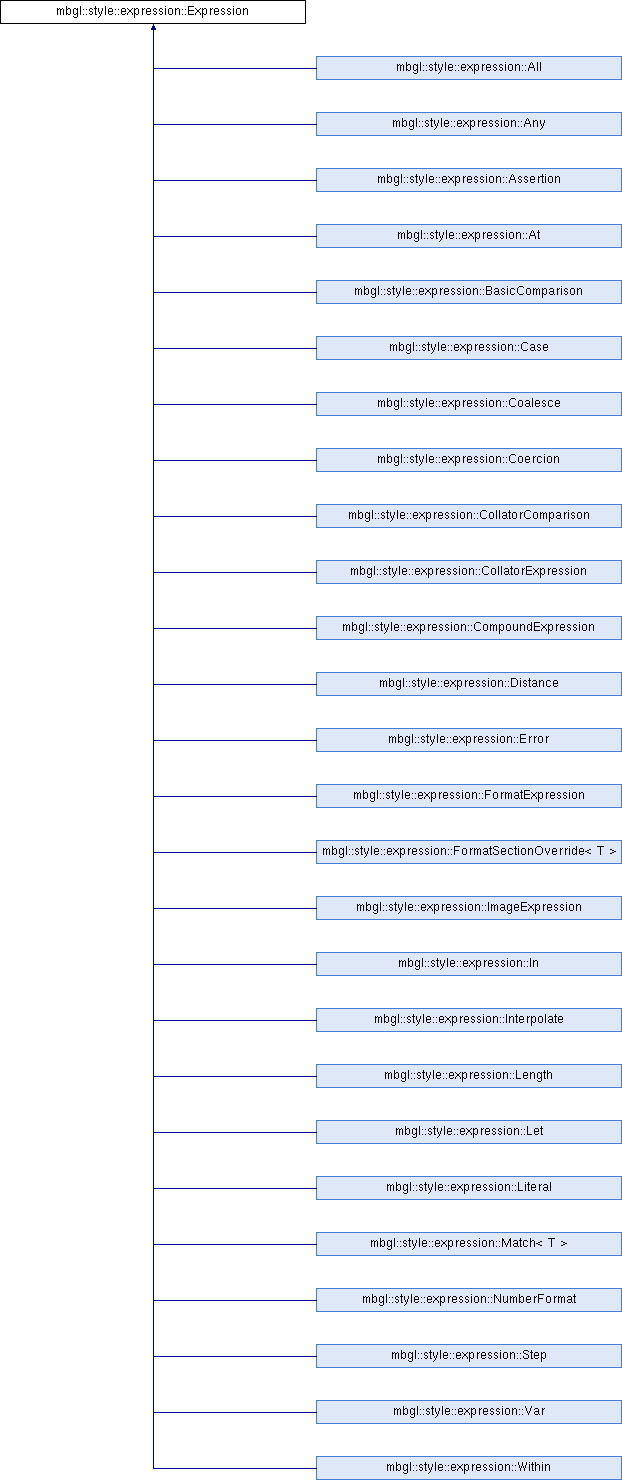 mbgl::style::expression::Expression
mbgl::style::expression::All
mbgl::style::expression::Any
mbgl::style::expression::Assertion
mbgl::style::expression::At
mbgl::style::expression::BasicComparison
mbgl::style::expression::Case
mbgl::style::expression::Coalesce
mbgl::style::expression::Coercion
mbgl::style::expression::CollatorComparison
mbgl::style::expression::CollatorExpression
mbgl::style::expression::CompoundExpression
mbgl::style::expression::Distance
mbgl::style::expression::Error
mbgl::style::expression::FormatExpression
mbgl::style::expression::FormatSectionOverride< T >
mbgl::style::expression::ImageExpression
mbgl::style::expression::In
mbgl::style::expression::Interpolate
mbgl::style::expression::Length
mbgl::style::expression::Let
mbgl::style::expression::Literal
mbgl::style::expression::Match< T >
mbgl::style::expression::NumberFormat
mbgl::style::expression::Step
mbgl::style::expression::Var
mbgl::style::expression::Within